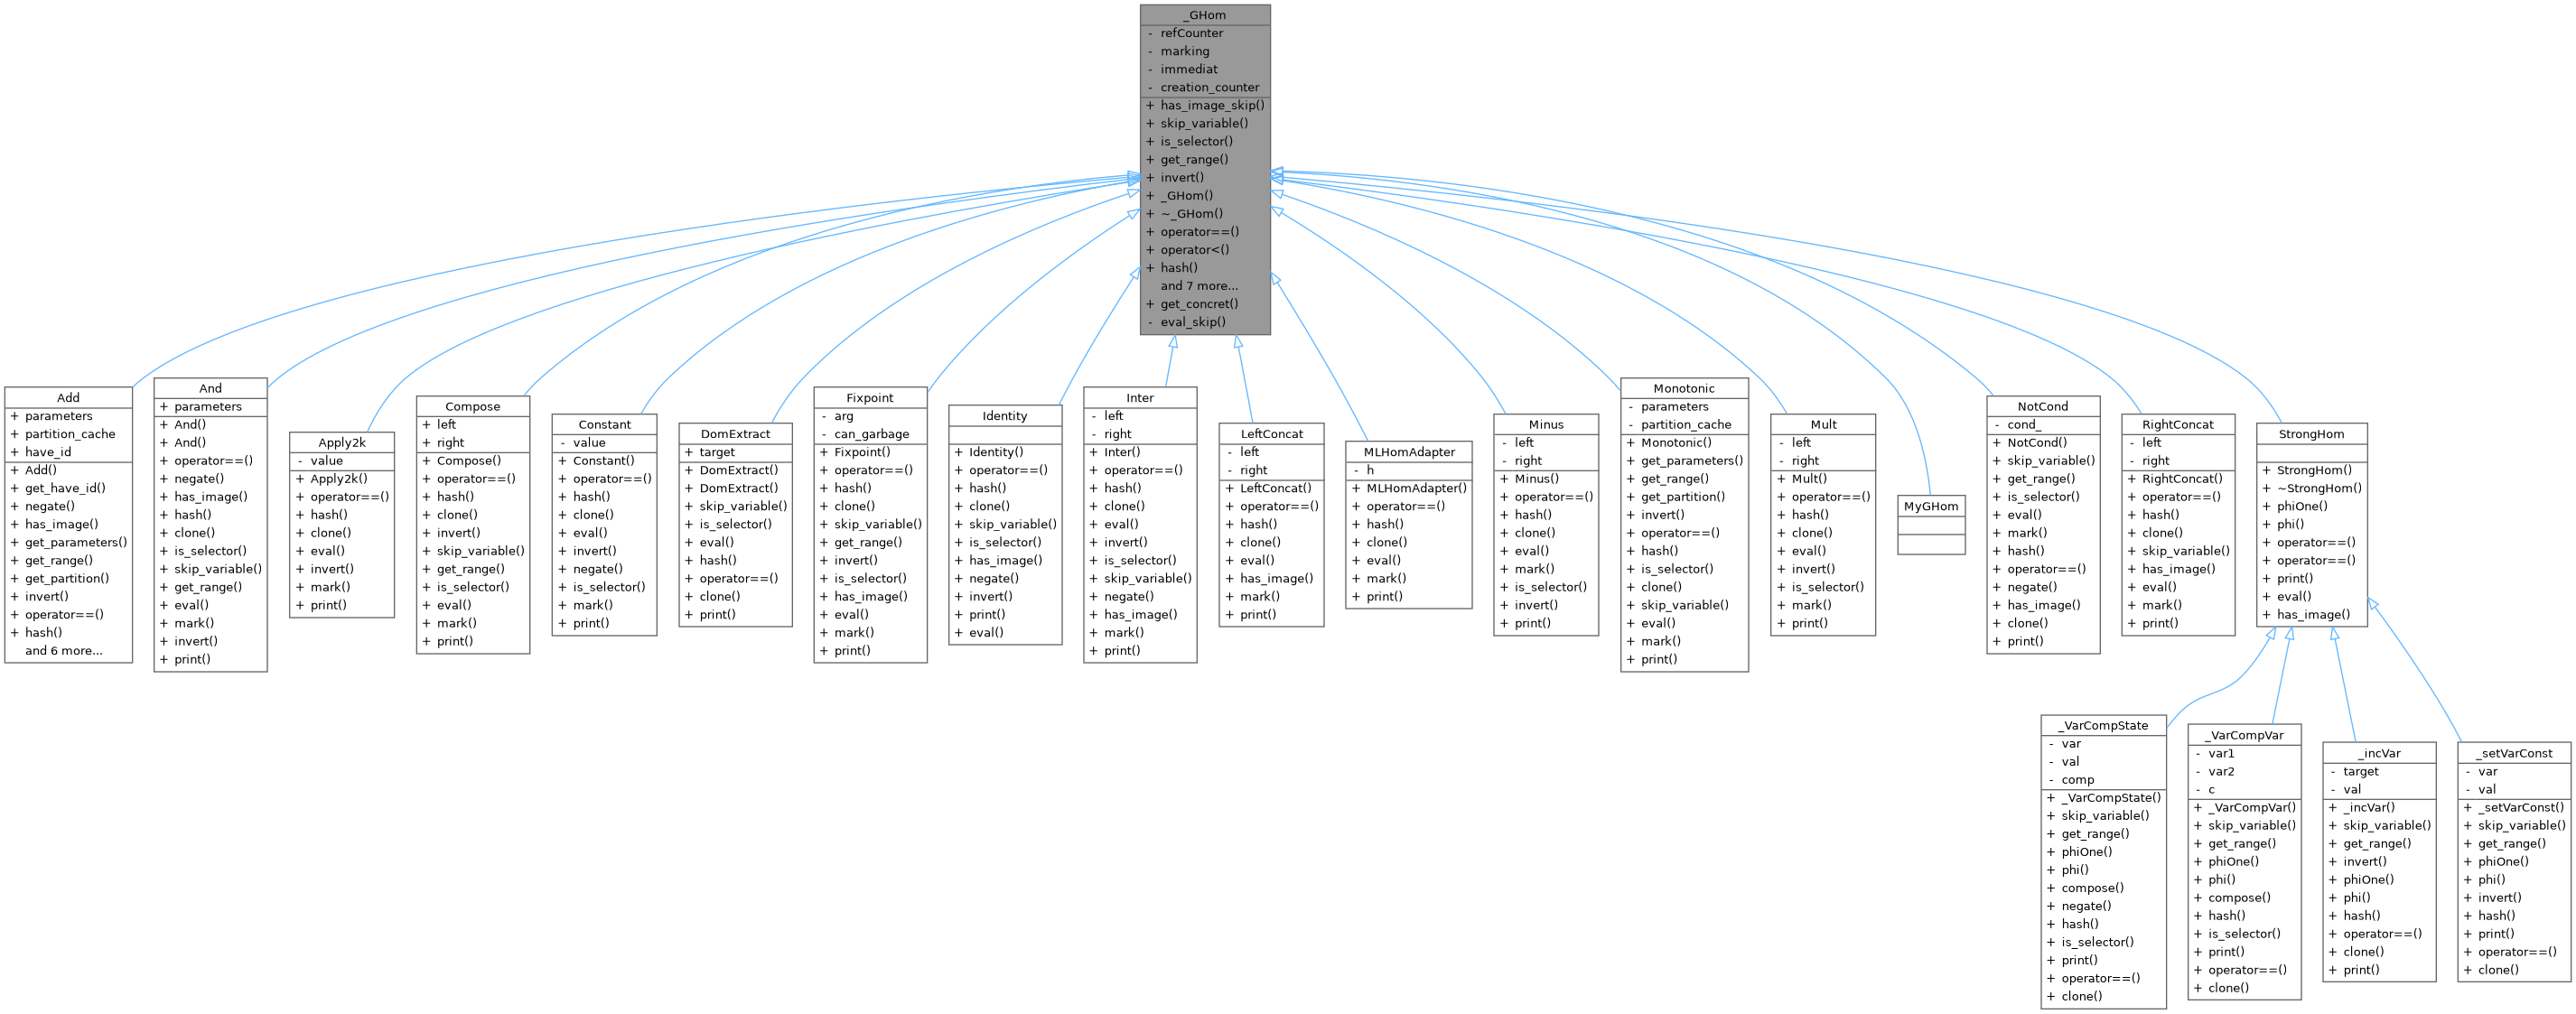 _GHom
- refCounter
- marking
- immediat
- creation_counter
+ has_image_skip()
+ skip_variable()
+ is_selector()
+ get_range()
+ invert()
+ _GHom()
+ ~_GHom()
+ operator==()
+ operator<()
+ hash()
and 7 more...
+ get_concret()
- eval_skip()
Add
+ parameters
+ partition_cache
+ have_id
+ Add()
+ get_have_id()
+ negate()
+ has_image()
+ get_parameters()
+ get_range()
+ get_partition()
+ invert()
+ operator==()
+ hash()
and 6 more...
And
+ parameters
+ And()
+ And()
+ operator==()
+ negate()
+ has_image()
+ hash()
+ clone()
+ is_selector()
+ skip_variable()
+ get_range()
+ eval()
+ mark()
+ invert()
+ print()
Apply2k
- value
+ Apply2k()
+ operator==()
+ hash()
+ clone()
+ eval()
+ invert()
+ mark()
+ print()
Compose
+ left
+ right
+ Compose()
+ operator==()
+ hash()
+ clone()
+ invert()
+ skip_variable()
+ get_range()
+ is_selector()
+ eval()
+ mark()
+ print()
Constant
- value
+ Constant()
+ operator==()
+ hash()
+ clone()
+ eval()
+ invert()
+ negate()
+ is_selector()
+ mark()
+ print()
DomExtract
+ target
+ DomExtract()
+ DomExtract()
+ skip_variable()
+ is_selector()
+ eval()
+ hash()
+ operator==()
+ clone()
+ print()
Fixpoint
- arg
- can_garbage
+ Fixpoint()
+ operator==()
+ hash()
+ clone()
+ skip_variable()
+ get_range()
+ invert()
+ is_selector()
+ has_image()
+ eval()
+ mark()
+ print()
Identity
+ Identity()
+ operator==()
+ hash()
+ clone()
+ skip_variable()
+ is_selector()
+ has_image()
+ negate()
+ invert()
+ print()
+ eval()
Inter
- left
- right
+ Inter()
+ operator==()
+ hash()
+ clone()
+ eval()
+ invert()
+ is_selector()
+ skip_variable()
+ negate()
+ has_image()
+ mark()
+ print()
LeftConcat
- left
- right
+ LeftConcat()
+ operator==()
+ hash()
+ clone()
+ eval()
+ has_image()
+ mark()
+ print()
MLHomAdapter
- h
+ MLHomAdapter()
+ operator==()
+ hash()
+ clone()
+ eval()
+ mark()
+ print()
Minus
- left
- right
+ Minus()
+ operator==()
+ hash()
+ clone()
+ eval()
+ mark()
+ is_selector()
+ invert()
+ print()
Monotonic
- parameters
- partition_cache
+ Monotonic()
+ get_parameters()
+ get_range()
+ get_partition()
+ invert()
+ operator==()
+ hash()
+ is_selector()
+ clone()
+ skip_variable()
+ eval()
+ mark()
+ print()
Mult
- left
- right
+ Mult()
+ operator==()
+ hash()
+ clone()
+ eval()
+ invert()
+ is_selector()
+ mark()
+ print()
MyGHom
NotCond
- cond_
+ NotCond()
+ skip_variable()
+ get_range()
+ is_selector()
+ eval()
+ mark()
+ hash()
+ operator==()
+ negate()
+ has_image()
+ clone()
+ print()
RightConcat
- left
- right
+ RightConcat()
+ operator==()
+ hash()
+ clone()
+ skip_variable()
+ has_image()
+ eval()
+ mark()
+ print()
StrongHom
+ StrongHom()
+ ~StrongHom()
+ phiOne()
+ phi()
+ operator==()
+ operator==()
+ print()
+ eval()
+ has_image()
_VarCompState
- var
- val
- comp
+ _VarCompState()
+ skip_variable()
+ get_range()
+ phiOne()
+ phi()
+ compose()
+ negate()
+ hash()
+ is_selector()
+ print()
+ operator==()
+ clone()
_VarCompVar
- var1
- var2
- c
+ _VarCompVar()
+ skip_variable()
+ get_range()
+ phiOne()
+ phi()
+ compose()
+ hash()
+ is_selector()
+ print()
+ operator==()
+ clone()
_incVar
- target
- val
+ _incVar()
+ skip_variable()
+ get_range()
+ invert()
+ phiOne()
+ phi()
+ hash()
+ operator==()
+ clone()
+ print()
_setVarConst
- var
- val
+ _setVarConst()
+ skip_variable()
+ get_range()
+ phiOne()
+ phi()
+ invert()
+ hash()
+ print()
+ operator==()
+ clone()